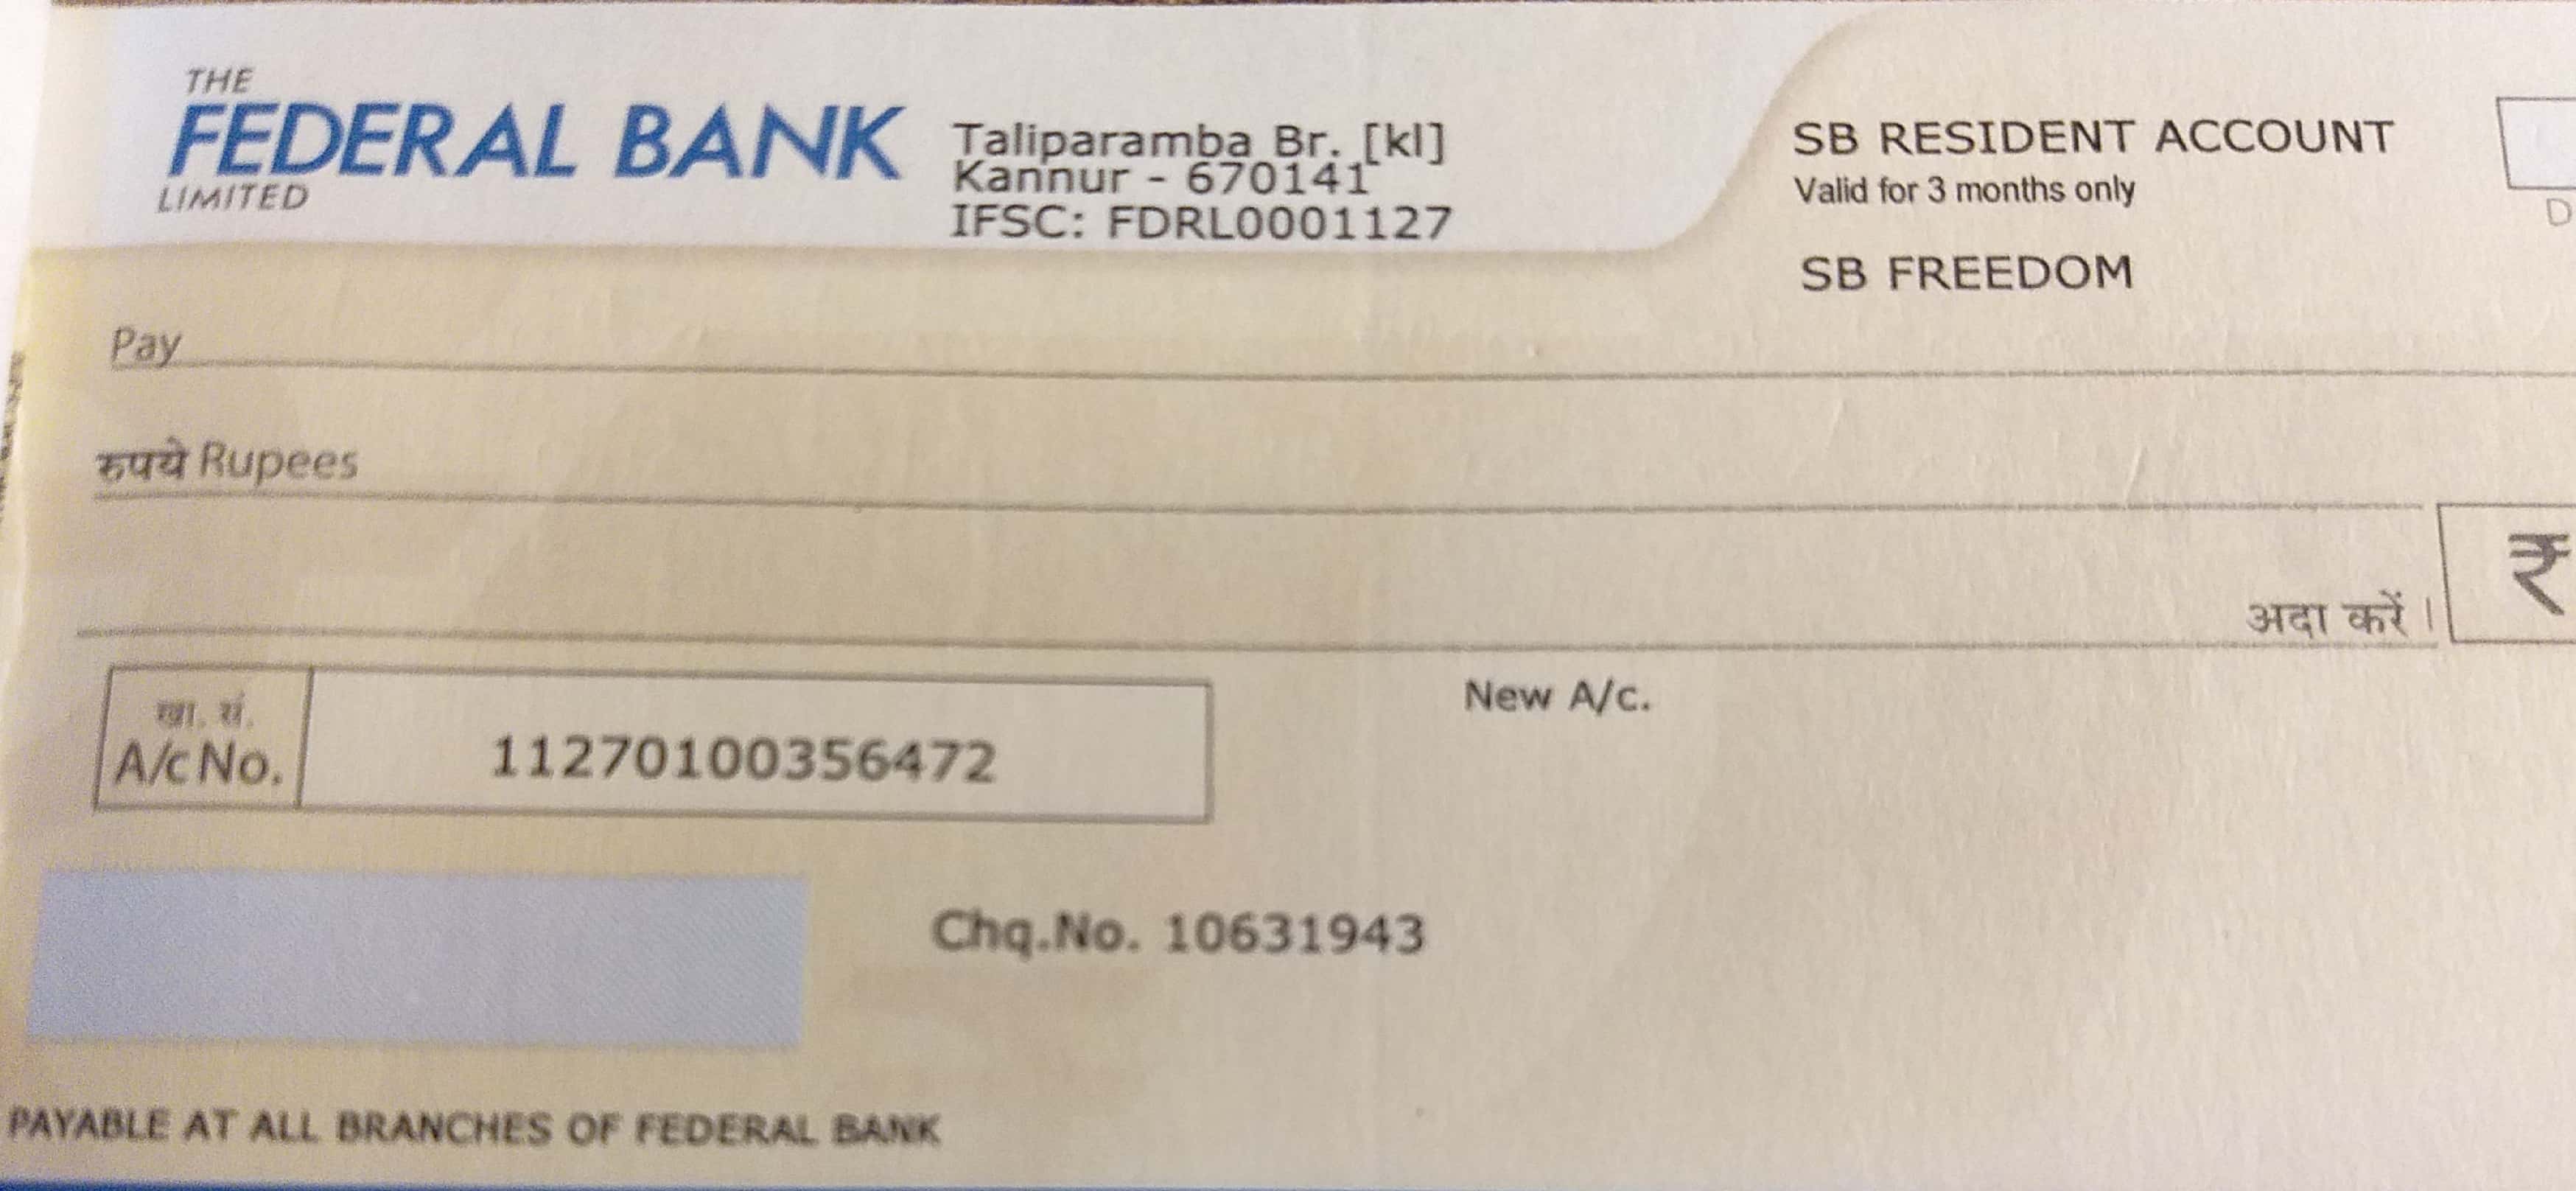 THE
FEDERAL BANK
LIMITED
Taliparamba Br. [kl]
Kannur - 670141
IFSC: FDRL0001127
SB RESIDENT ACCOUNT
Valid for 3 months only
SB FREEDOM
D
Pay
रुपये Rupees
अदा करें।
₹
खा. सं.
A/c No.
11270100356472
New A/c.
Chq.No. 10631943
PAYABLE AT ALL BRANCHES OF FEDERAL BANK